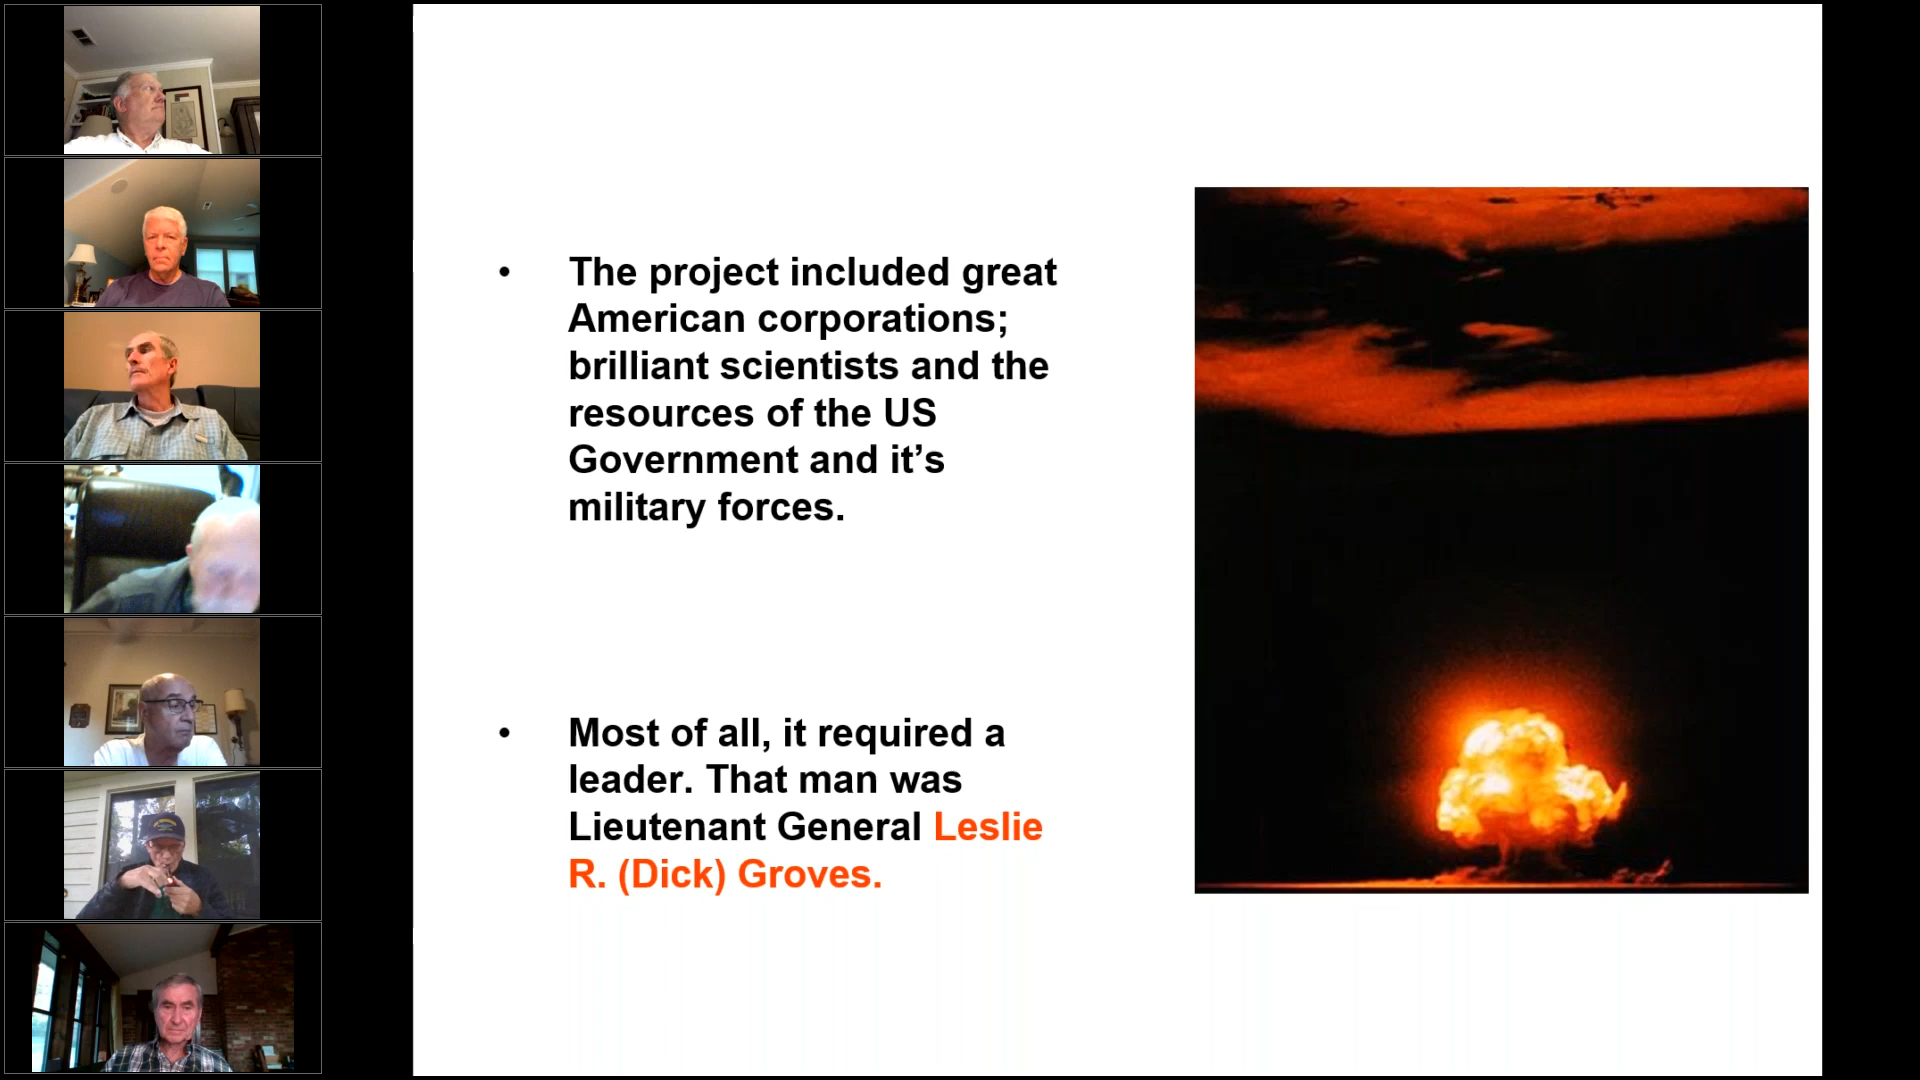 • The project included great
American corporations;
brilliant scientists and the
resources of the US
Government and it’s
military forces.
• Most of all, it required a
leader. That man was
Lieutenant General Leslie
R. (Dick) Groves.